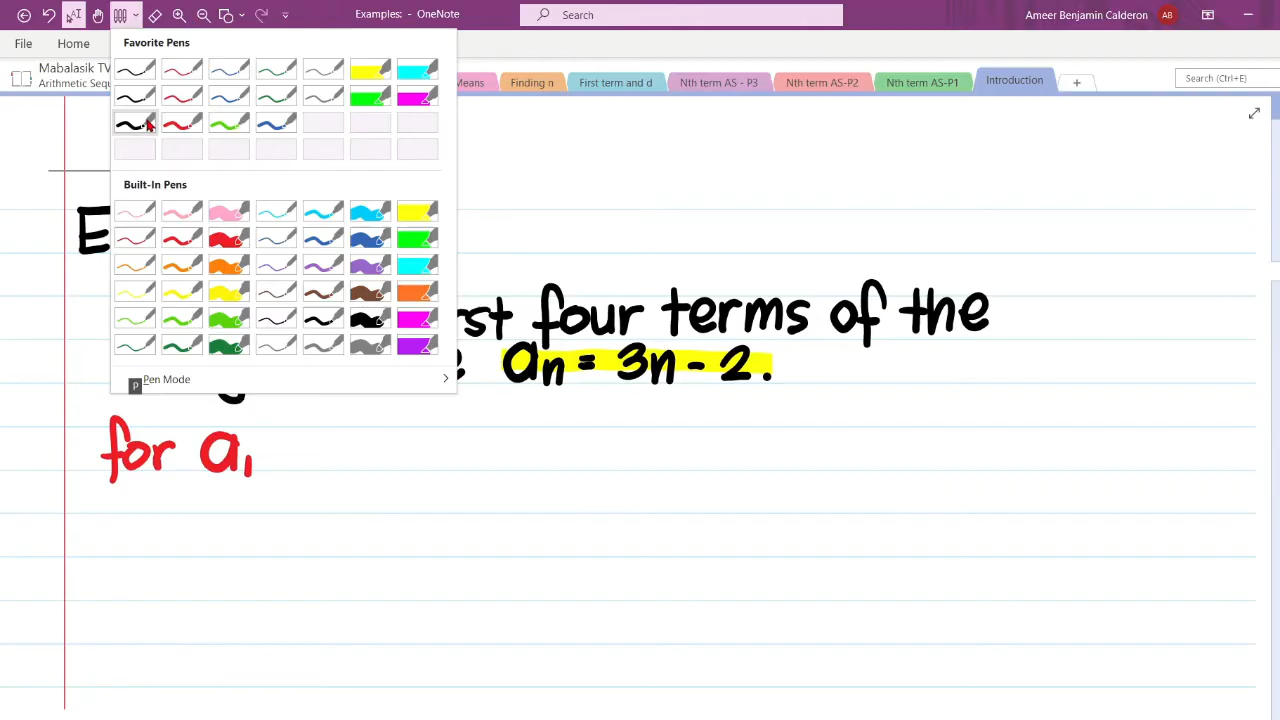 Examples: - OneNote
Search
Ameer Benjamin Calderon AB
File Home
Favorite Pens
Mabalasik TV
Arithmetic Sequ
Means
Finding n
First term and d
Nth term AS - P3
Nth term AS-P2
Nth term AS-P1
Introduction
+
Search (Ctrl+E)
Built-In Pens
Pen Mode
P
E
rst four terms of the
an = 3n - 2.
for a₁